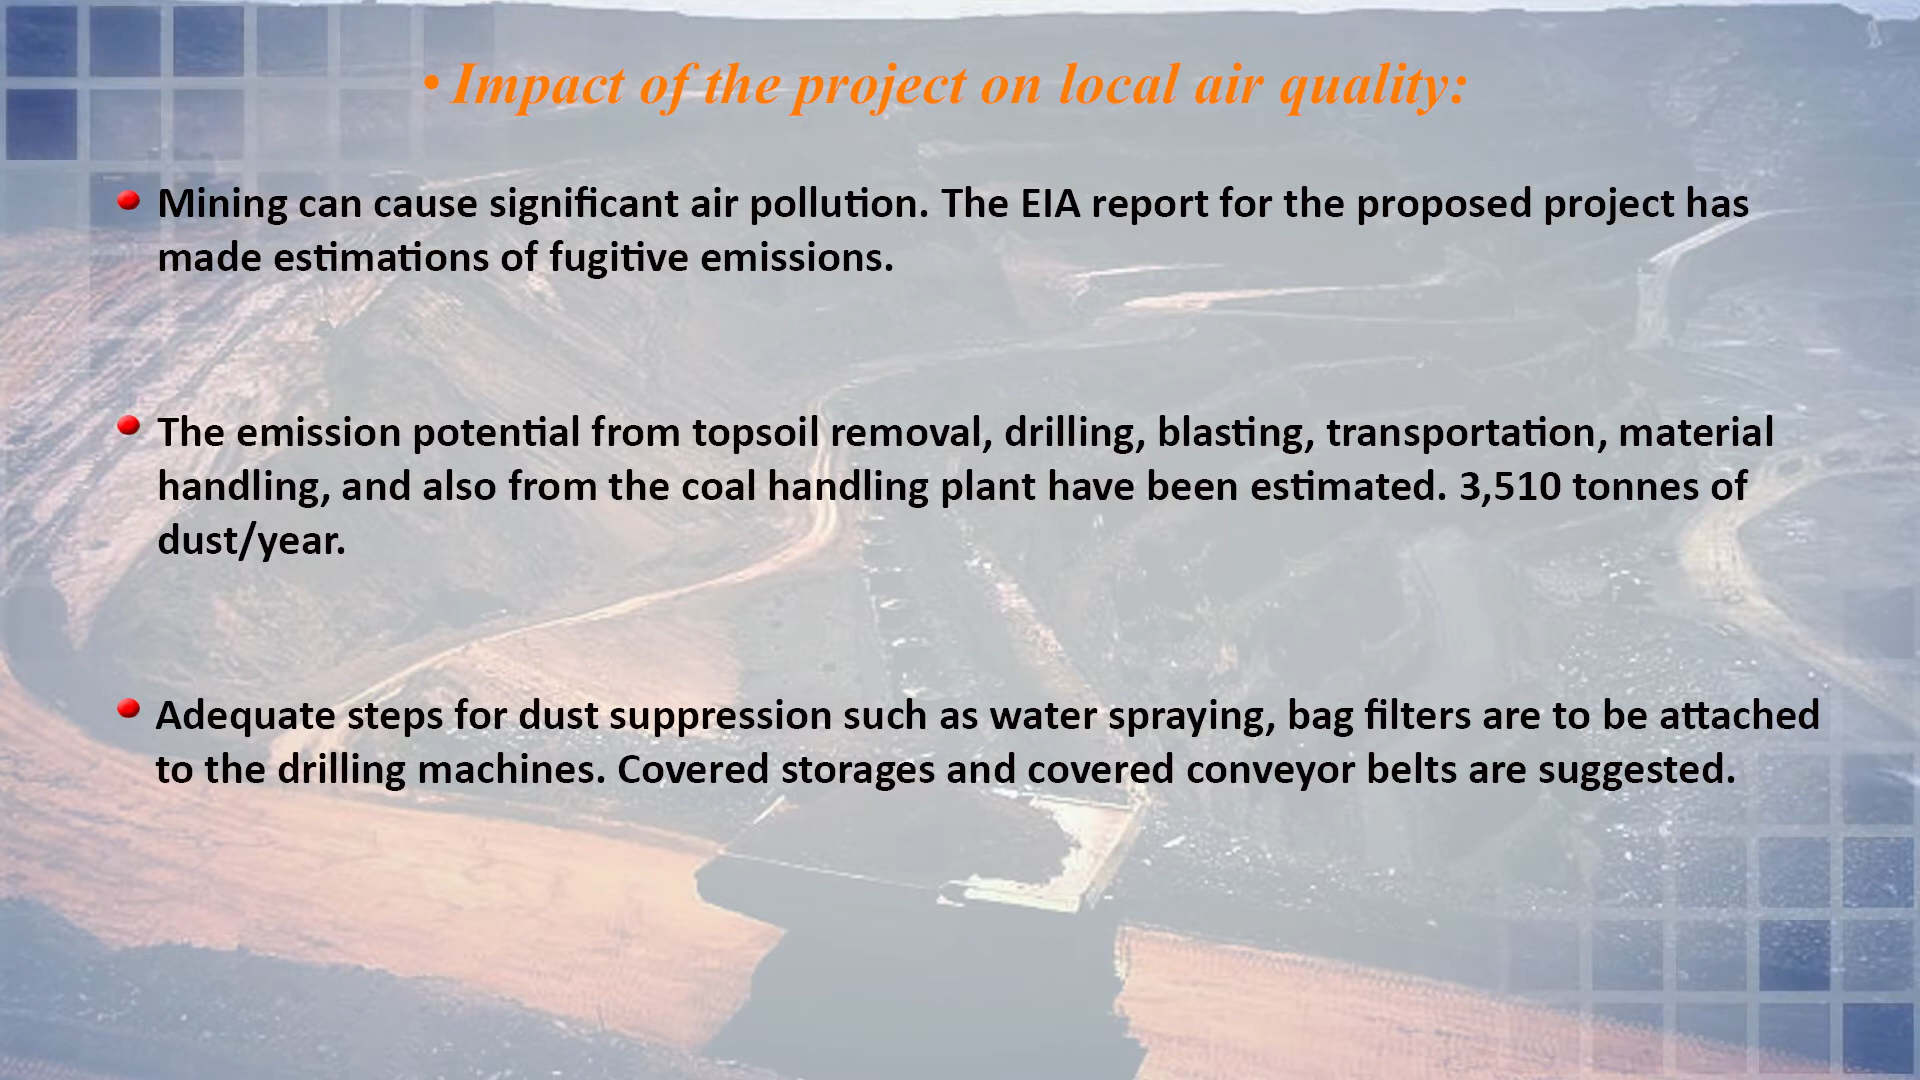 • Impact of the project on local air quality:
Mining can cause significant air pollution. The EIA report for the proposed project has
made estimations of fugitive emissions.
The emission potential from topsoil removal, drilling, blasting, transportation, material
handling, and also from the coal handling plant have been estimated. 3,510 tonnes of
dust/year.
Adequate steps for dust suppression such as water spraying, bag filters are to be attached
to the drilling machines. Covered storages and covered conveyor belts are suggested.